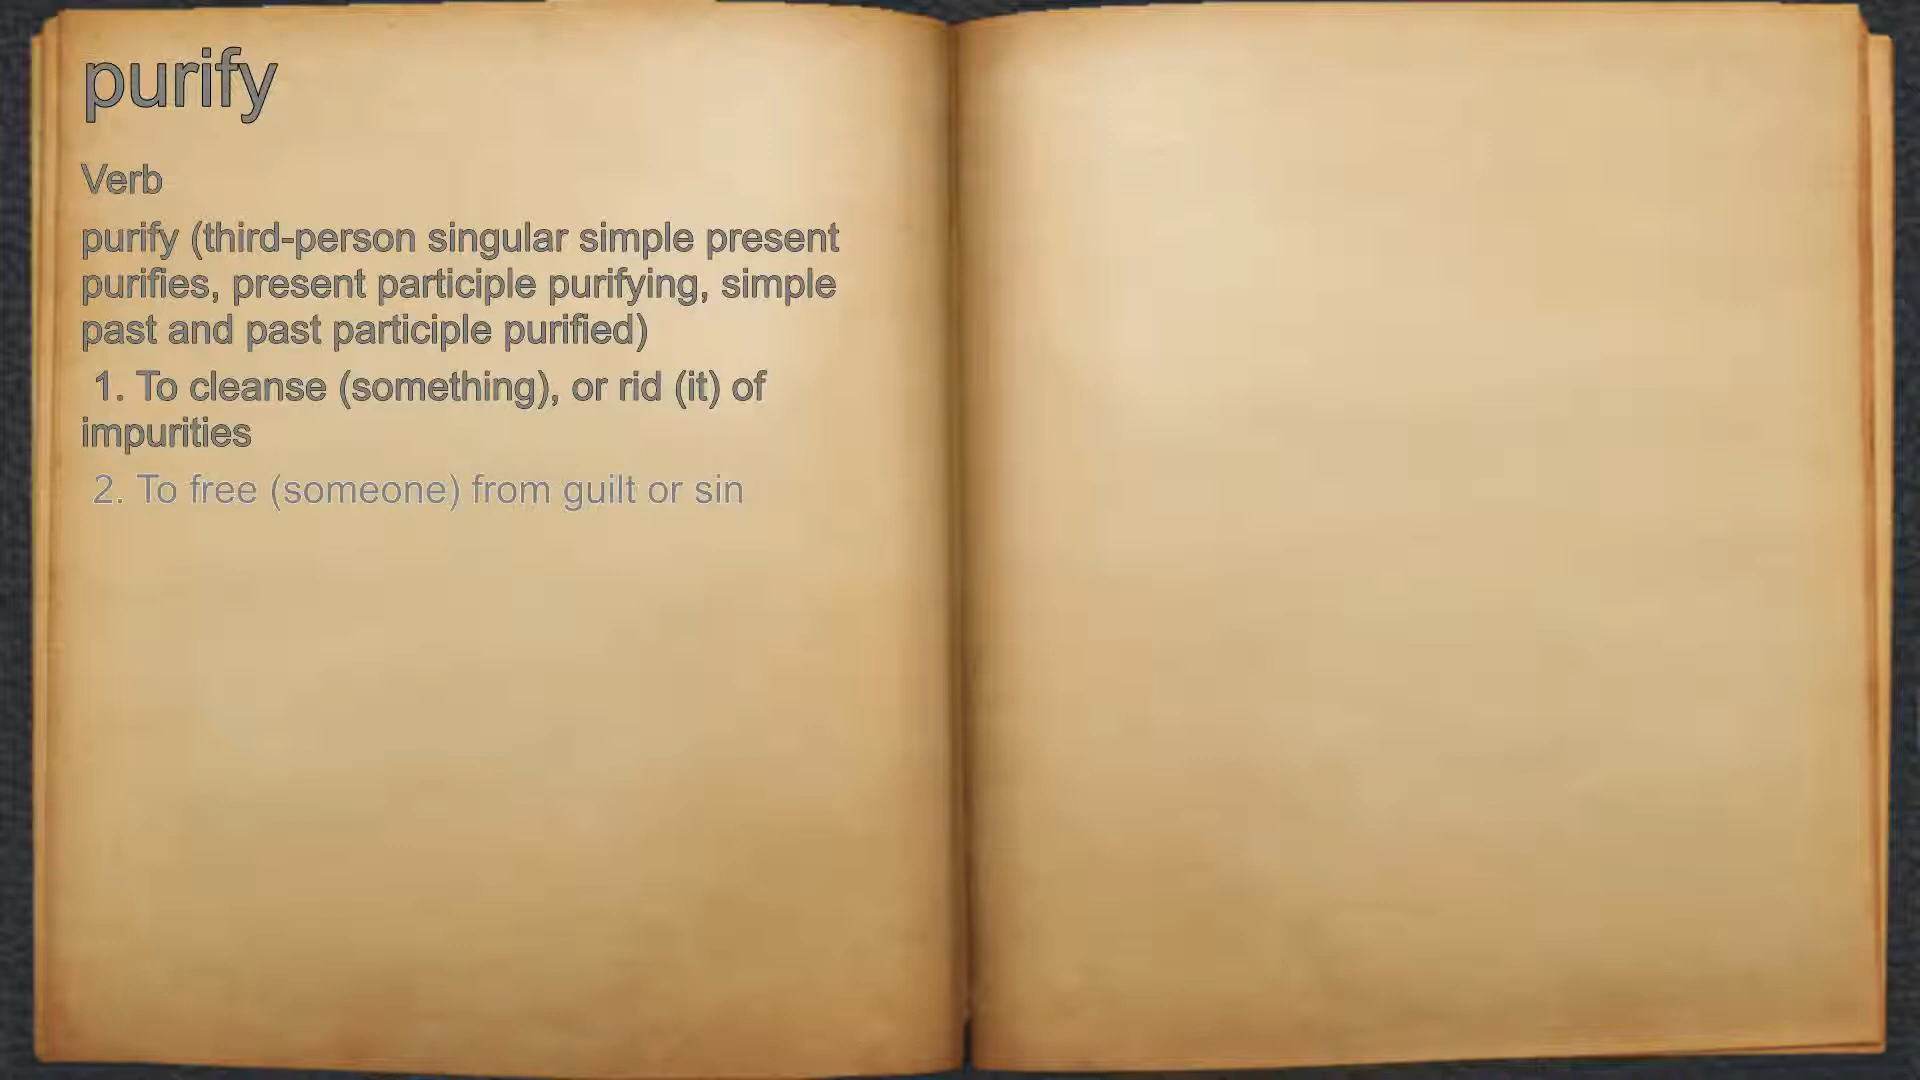 purify
Verb
purify (third-person singular simple present
purifies, present participle purifying, simple
past and past participle purified)
1. To cleanse (something), or rid (it) of
impurities
2. To free (someone) from guilt or sin